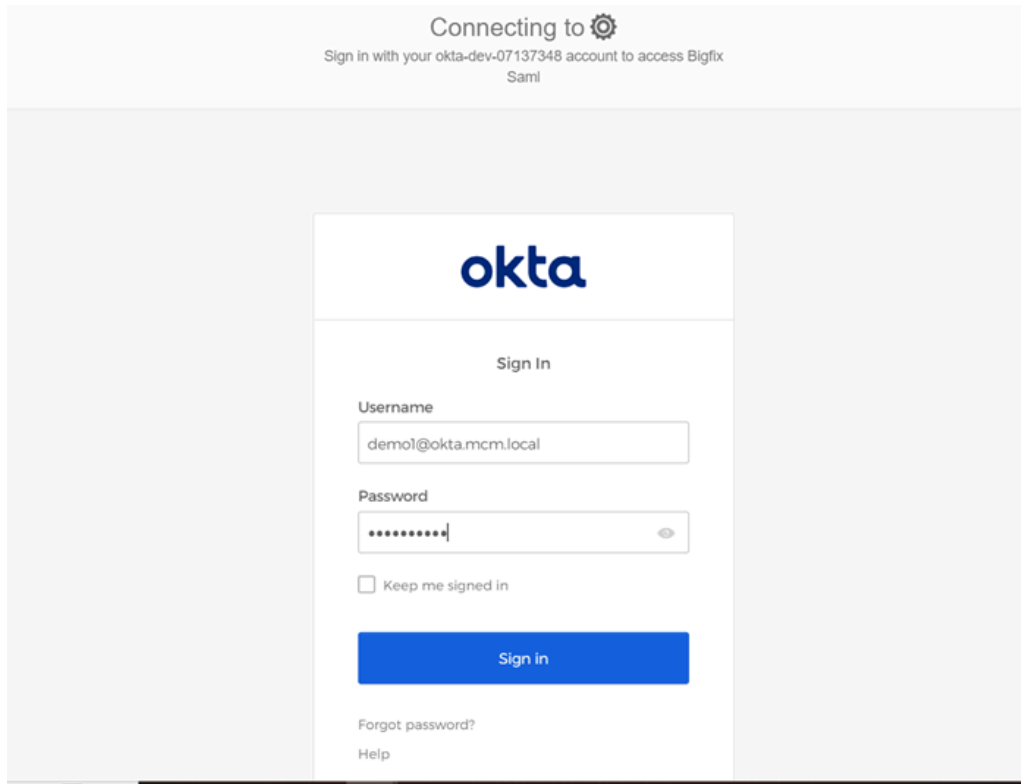 Connecting to
Sign in with your okta-dev-07137348 account to access Bigfix
Saml
okta
Sign In
Username
demo1@okta.mcm.local
Password
••••••••••
Keep me signed in
Sign in
Forgot password?
Help